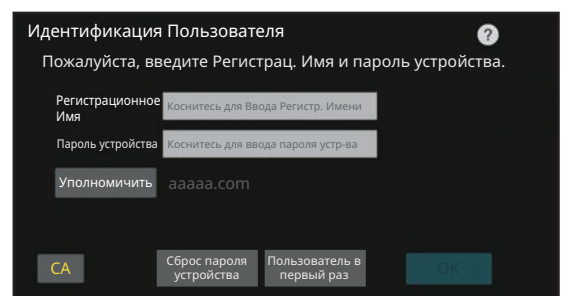 Идентификация Пользователя
?
Пожалуйста, введите Регистрац. Имя и пароль устройства.
Регистрационное
Имя
Коснитесь для Ввода Регистр. Имени
Пароль устройства
Коснитесь для ввода пароля устр-ва
Уполномичить
aaaaa.com
CA
Сброс пароля
устройства
Пользователь в
первый раз
OK